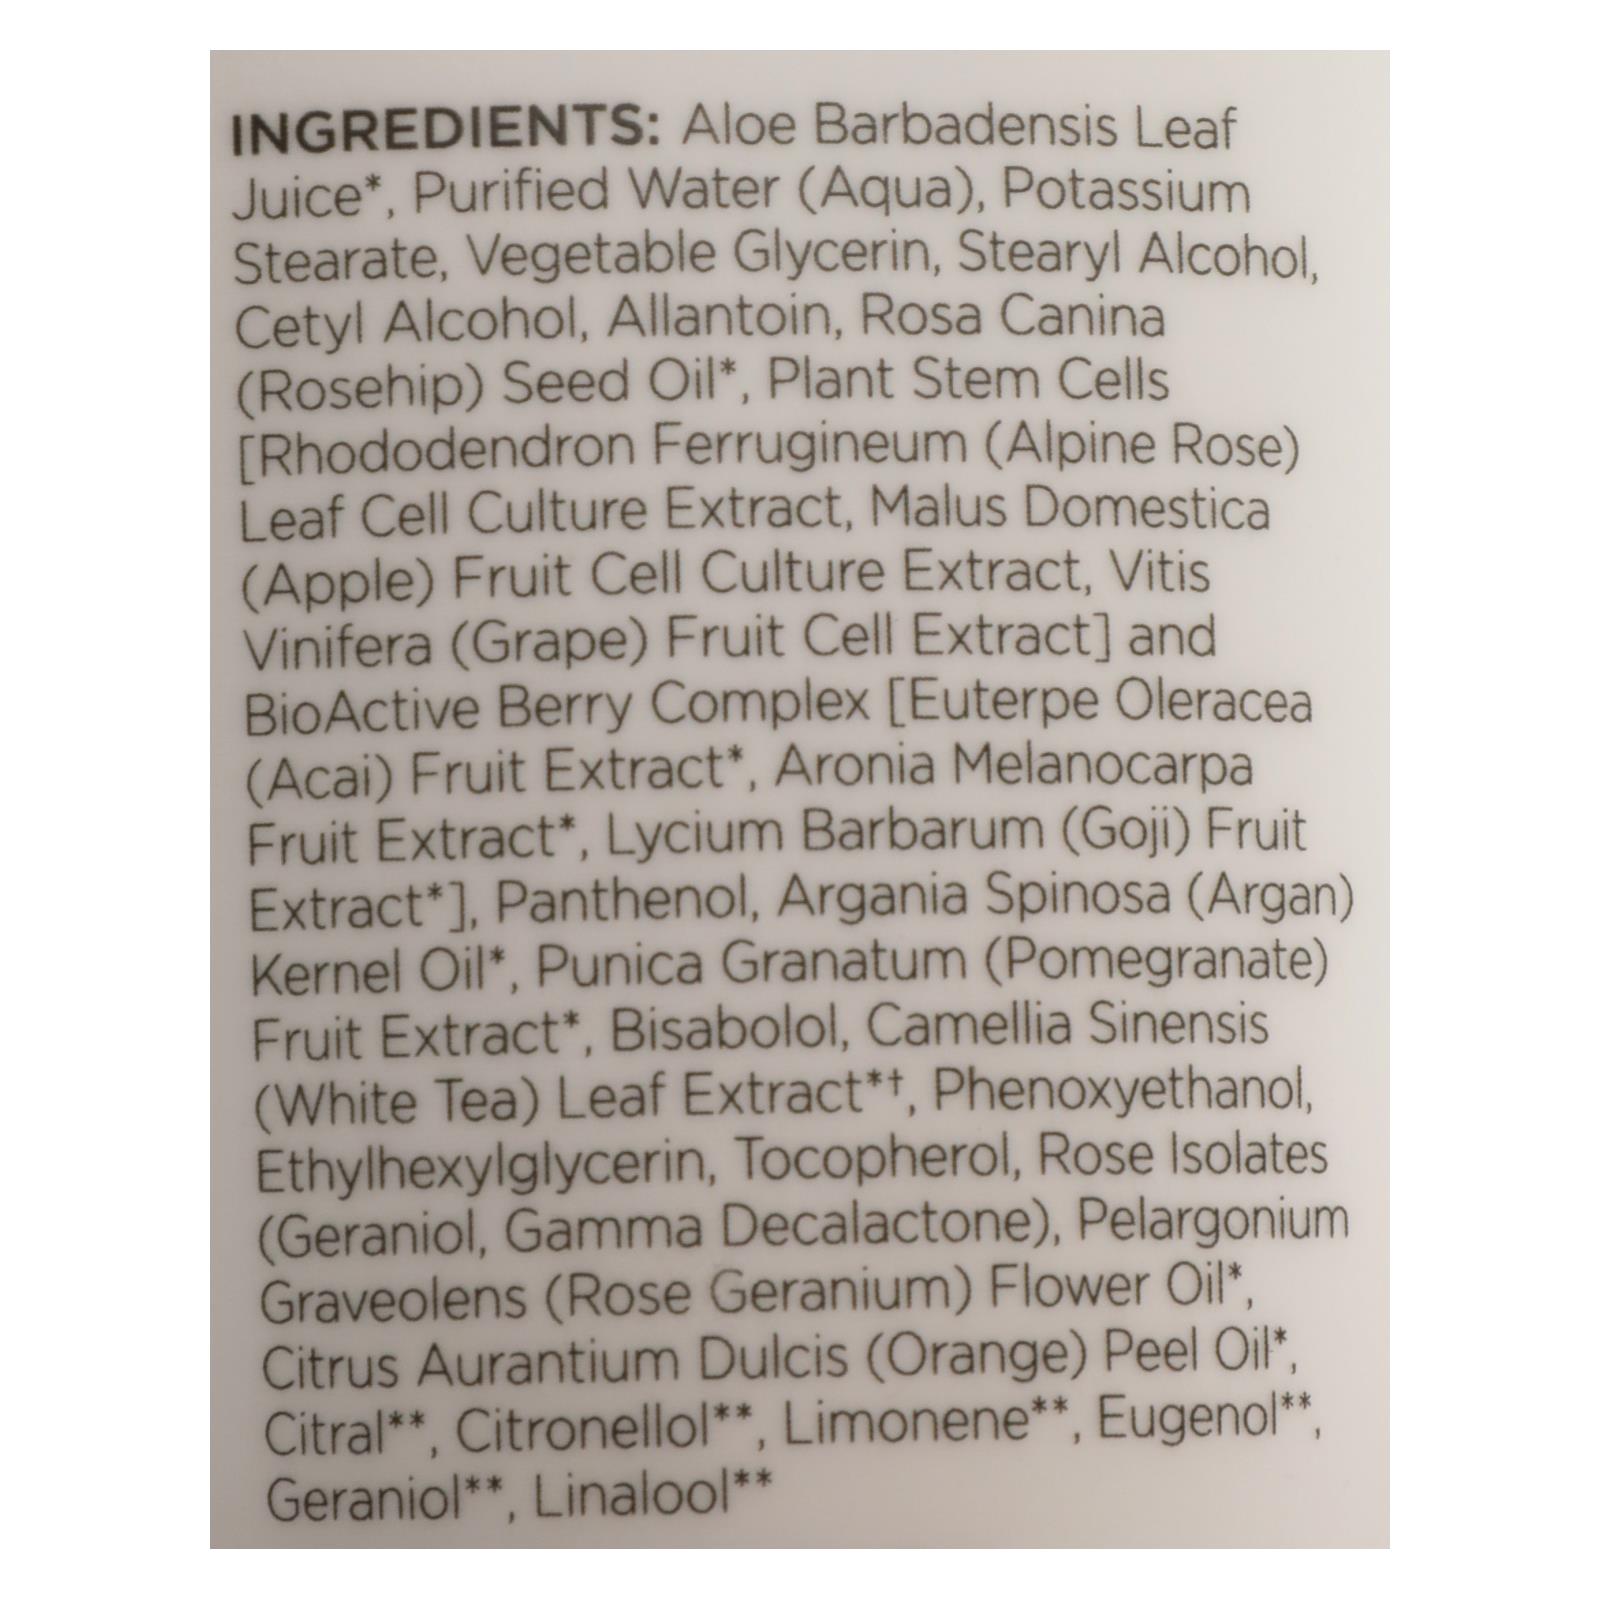 INGREDIENTS: Aloe Barbadensis Leaf
Juice*, Purified Water (Aqua), Potassium
Stearate, Vegetable Glycerin, Stearyl Alcohol,
Cetyl Alcohol, Allantoin, Rosa Canina
(Rosehip) Seed Oil*, Plant Stem Cells
[Rhododendron Ferrugineum (Alpine Rose)
Leaf Cell Culture Extract, Malus Domestica
(Apple) Fruit Cell Culture Extract, Vitis
Vinifera (Grape) Fruit Cell Extract] and
BioActive Berry Complex [Euterpe Oleracea
(Acai) Fruit Extract*, Aronia Melanocarpa
Fruit Extract*, Lycium Barbarum (Goji) Fruit
Extract*], Panthenol, Argania Spinosa (Argan)
Kernel Oil*, Punica Granatum (Pomegranate)
Fruit Extract*, Bisabolol, Camellia Sinensis
(White Tea) Leaf Extract*†, Phenoxyethanol,
Ethylhexylglycerin, Tocopherol, Rose Isolates
(Geraniol, Gamma Decalactone), Pelargonium
Graveolens (Rose Geranium) Flower Oil*,
Citrus Aurantium Dulcis (Orange) Peel Oil*,
Citral**, Citronellol**, Limonene**, Eugenol**,
Geraniol**, Linalool**